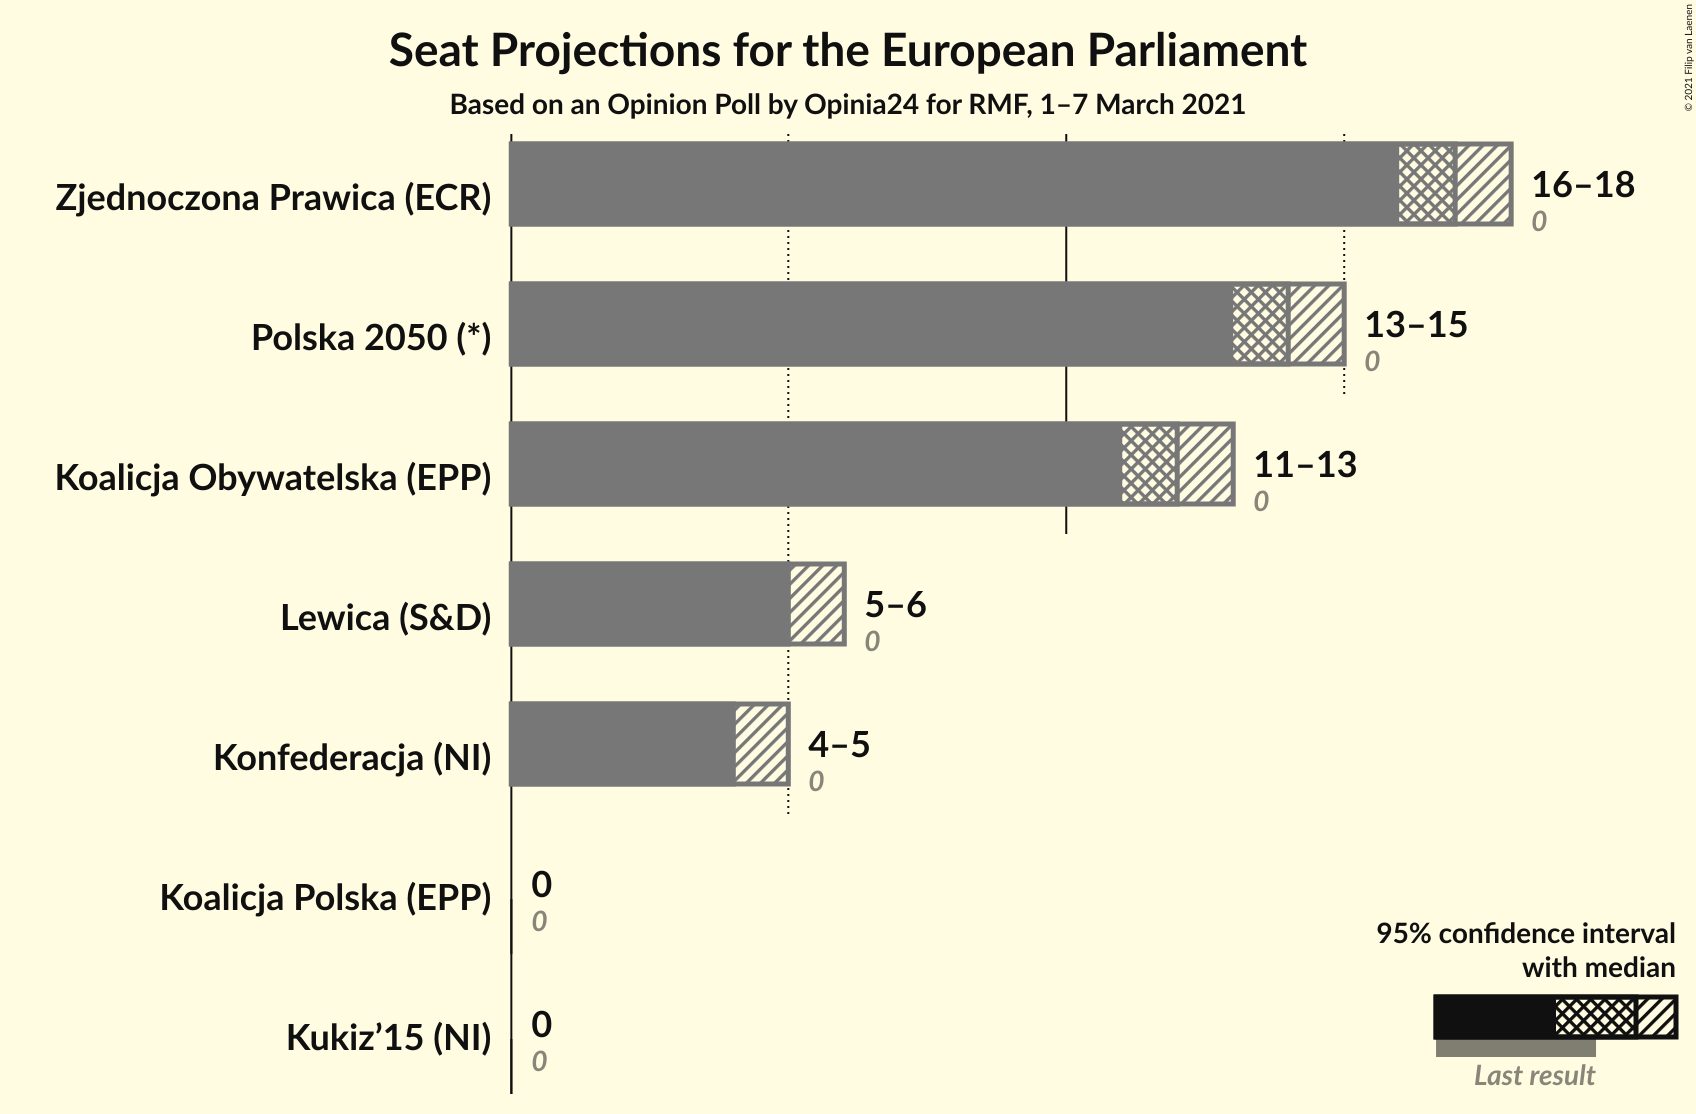 Seat Projections for the European Parliament
Based on an Opinion Poll by Opinia24 for RMF, 1–7 March 2021
© 2021 Filip van Laenen
Zjednoczona Prawica (ECR)
16–18
0
Polska 2050 (*)
13–15
0
Koalicja Obywatelska (EPP)
11–13
0
Lewica (S&D)
5–6
0
Konfederacja (NI)
4–5
0
Koalicja Polska (EPP)
0
0
Kukiz’15 (NI)
0
0
95% confidence interval
with median
Last result